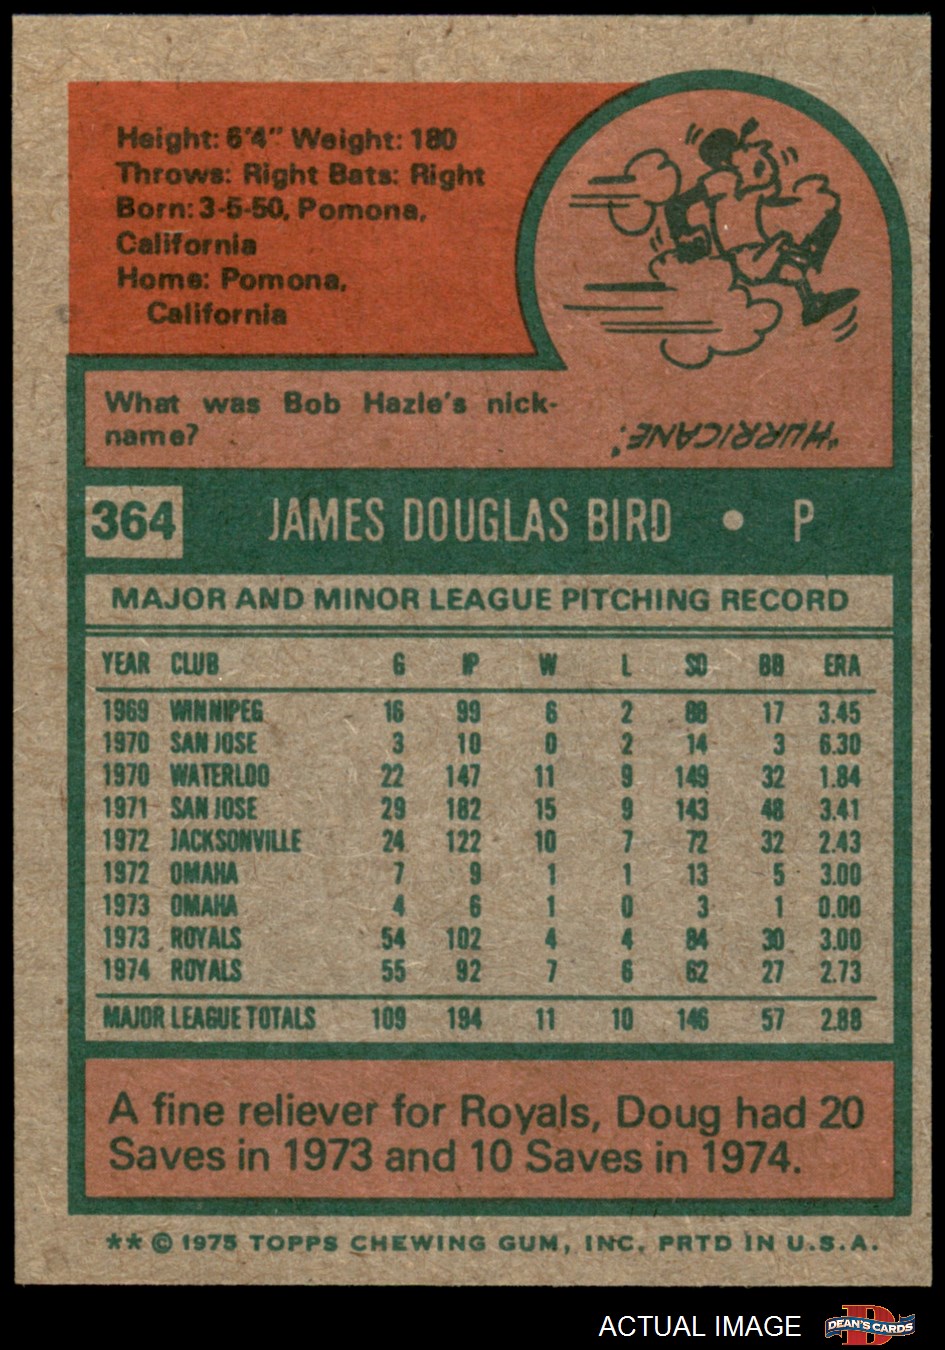 Height: 6'4" Weight: 180
Throws: Right Bats: Right
Born: 3-5-50, Pomona,
California
Home: Pomona,
California
What was Bob Hazle's nick-
name?
"HURRICANE."
364 JAMES DOUGLAS BIRD • P
MAJOR AND MINOR LEAGUE PITCHING RECORD
YEAR CLUB G IP W L SO BB ERA
1969 WINNIPEG 16 99 6 2 88 17 3.45
1970 SAN JOSE 3 10 0 2 14 3 6.30
1970 WATERLOO 22 147 11 9 149 32 1.84
1971 SAN JOSE 29 182 15 9 143 48 3.41
1972 JACKSONVILLE 24 122 10 7 72 32 2.43
1972 OMAHA 7 9 1 1 13 5 3.00
1973 OMAHA 4 6 1 0 3 1 0.00
1973 ROYALS 54 102 4 4 84 30 3.00
1974 ROYALS 55 92 7 6 62 27 2.73
MAJOR LEAGUE TOTALS 109 194 11 10 146 57 2.88
A fine reliever for Royals, Doug had 20
Saves in 1973 and 10 Saves in 1974.
** © 1975 TOPPS CHEWING GUM, INC. PRTD IN U.S.A.
ACTUAL IMAGE DEAN'S CARDS